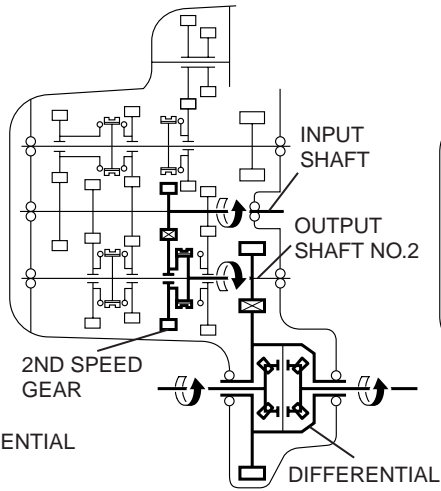 INPUT
SHAFT
OUTPUT
SHAFT NO.2
2ND SPEED
GEAR
ENTIAL
DIFFERENTIAL